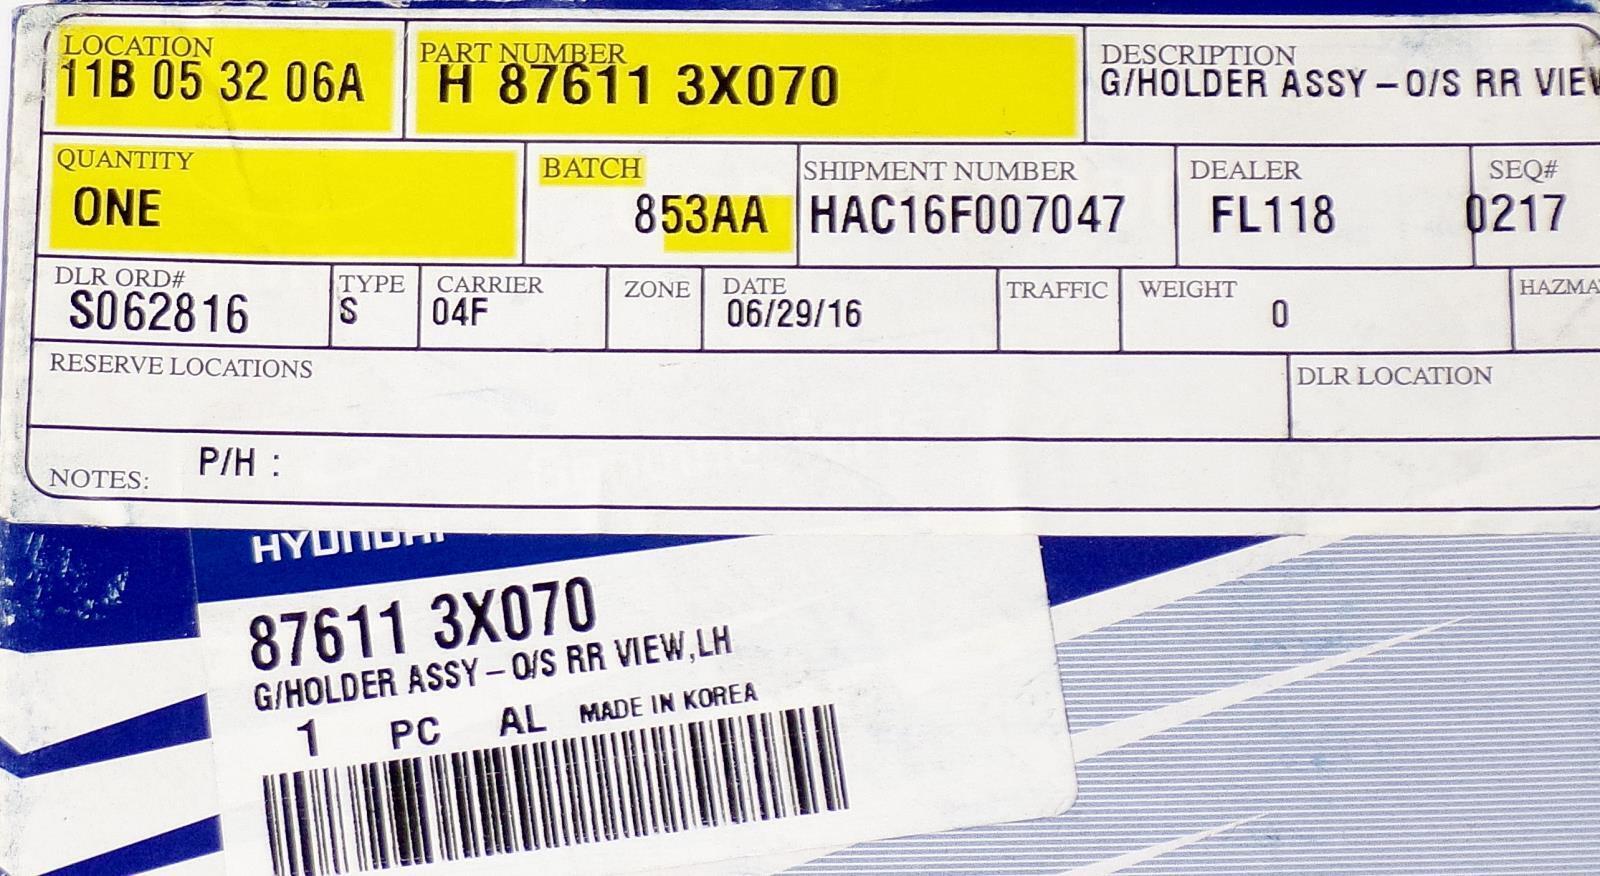 LOCATION
11B 05 32 06A
PART NUMBER
H 87611 3X070
DESCRIPTION
G/HOLDER ASSY – O/S RR VIEW
QUANTITY
ONE
BATCH
853AA
SHIPMENT NUMBER
HAC16F007047
DEALER
FL118
SEQ#
0217
DLR ORD#
S062816
TYPE
S
CARRIER
04F
ZONE
DATE
06/29/16
TRAFFIC
WEIGHT
0
HAZMA
RESERVE LOCATIONS
DLR LOCATION
NOTES: P/H :
HYUNDAI
87611 3X070
G/HOLDER ASSY – O/S RR VIEW,LH
1 PC AL MADE IN KOREA